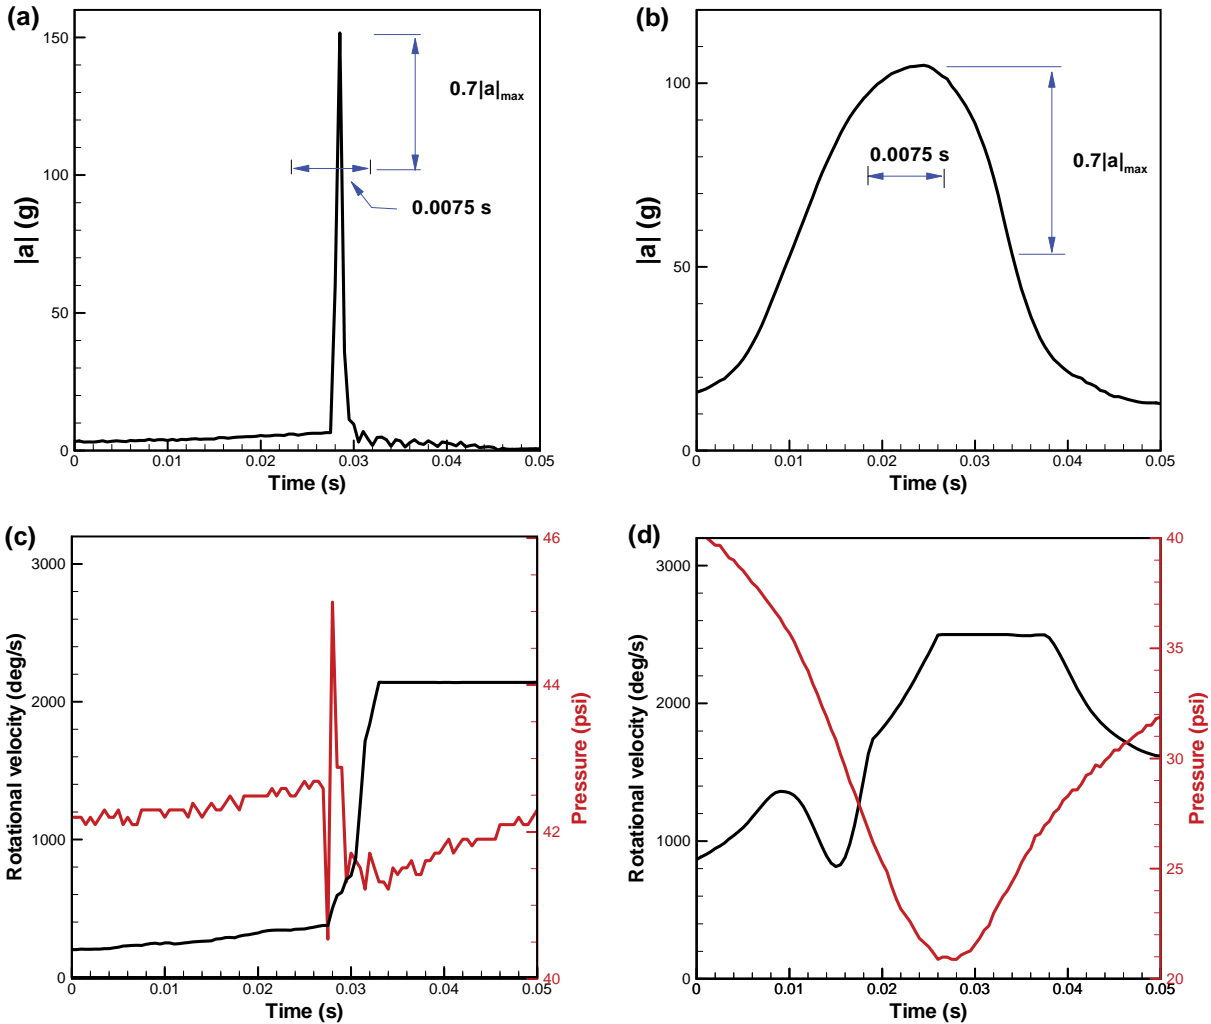 (a)
150
100
50
0
|a| (g)
0.7|a|max
0.0075 s
0 0.01 0.02 0.03 0.04 0.05
Time (s)
(b)
100
50
0
|a| (g)
0.0075 s
0.7|a|max
0 0.01 0.02 0.03 0.04 0.05
Time (s)
(c)
3000
2000
1000
0
Rotational velocity (deg/s)
46
44
42
40
Pressure (psi)
0 0.01 0.02 0.03 0.04 0.05
Time (s)
(d)
3000
2000
1000
0
Rotational velocity (deg/s)
40
35
30
25
20
Pressure (psi)
0 0.01 0.02 0.03 0.04 0.05
Time (s)